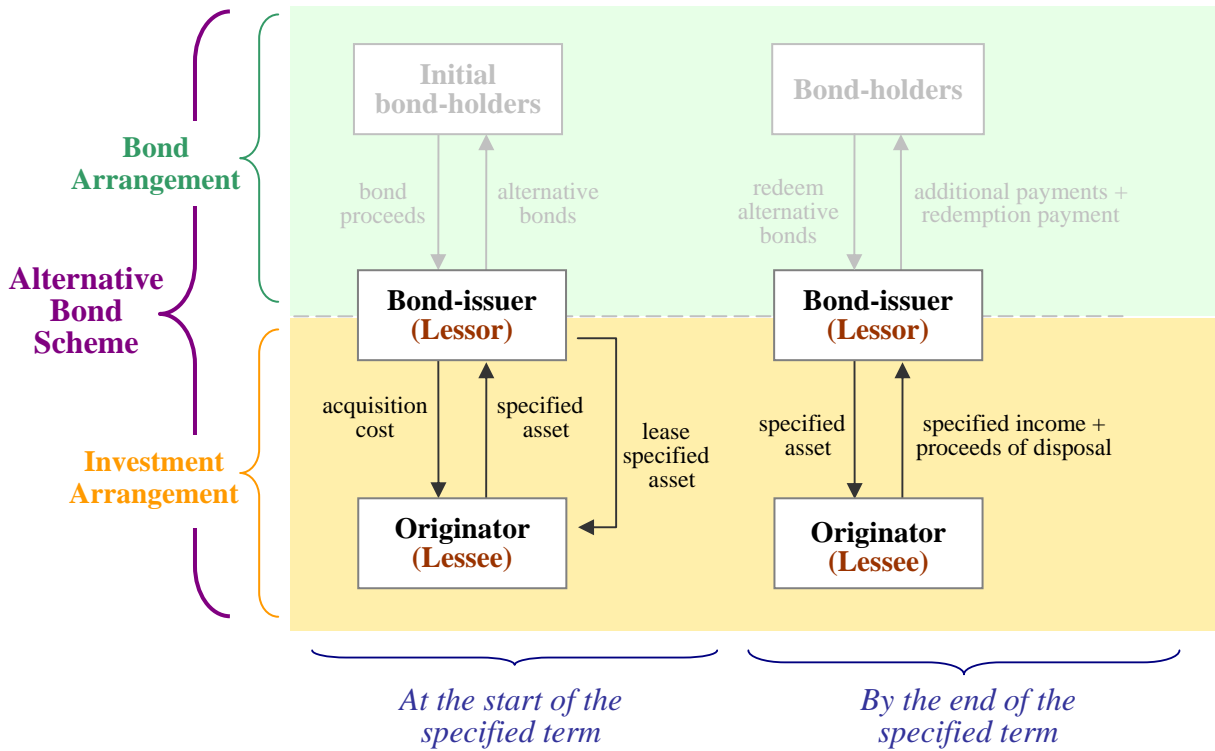 Alternative
Bond
Scheme
Bond
Arrangement
Investment
Arrangement
Initial
bond-holders
bond
proceeds
alternative
bonds
Bond-issuer
(Lessor)
acquisition
cost
specified
asset
lease
specified
asset
Originator
(Lessee)
At the start of the
specified term
Bond-holders
redeem
alternative
bonds
additional payments +
redemption payment
Bond-issuer
(Lessor)
specified
asset
specified income +
proceeds of disposal
Originator
(Lessee)
By the end of the
specified term